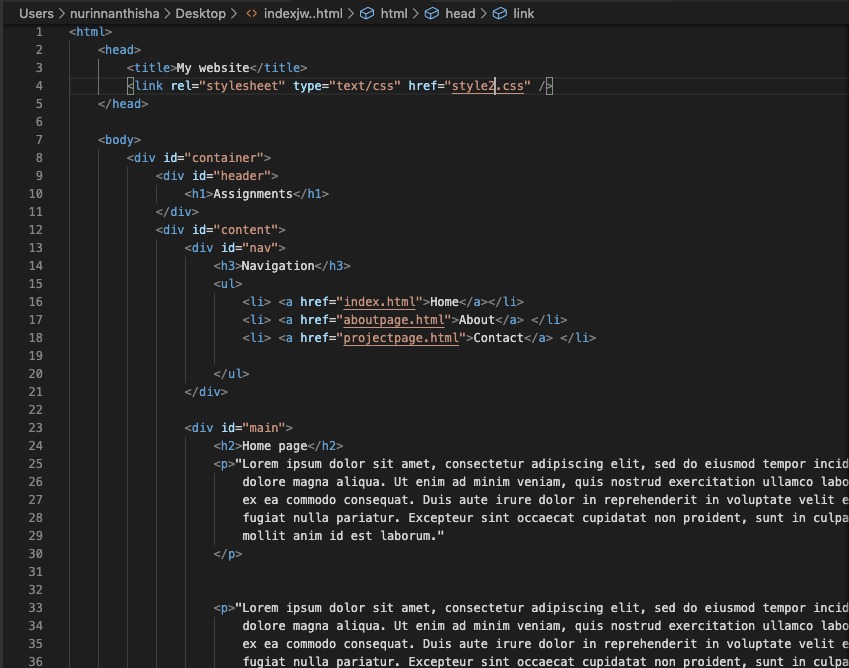 Users > nurinnanthisha > Desktop > <> indexjw..html > html > head > link
1 <html>
2 <head>
3 <title>My website</title>
4 <link rel="stylesheet" type="text/css" href="style2.css" />
5 </head>
6
7 <body>
8 <div id="container">
9 <div id="header">
10 <h1>Assignments</h1>
11 </div>
12 <div id="content">
13 <div id="nav">
14 <h3>Navigation</h3>
15 <ul>
16 <li> <a href="index.html">Home</a></li>
17 <li> <a href="aboutpage.html">About</a> </li>
18 <li> <a href="projectpage.html">Contact</a> </li>
19
20 </ul>
21 </div>
22
23 <div id="main">
24 <h2>Home page</h2>
25 <p>"Lorem ipsum dolor sit amet, consectetur adipiscing elit, sed do eiusmod tempor incid
26 dolore magna aliqua. Ut enim ad minim veniam, quis nostrud exercitation ullamco labo
27 ex ea commodo consequat. Duis aute irure dolor in reprehenderit in voluptate velit e
28 fugiat nulla pariatur. Excepteur sint occaecat cupidatat non proident, sunt in culpa
29 mollit anim id est laborum."
30 </p>
31
32
33 <p>"Lorem ipsum dolor sit amet, consectetur adipiscing elit, sed do eiusmod tempor incid
34 dolore magna aliqua. Ut enim ad minim veniam, quis nostrud exercitation ullamco labo
35 ex ea commodo consequat. Duis aute irure dolor in reprehenderit in voluptate velit e
36 fugiat nulla pariatur. Excepteur sint occaecat cupidatat non proident, sunt in culpa